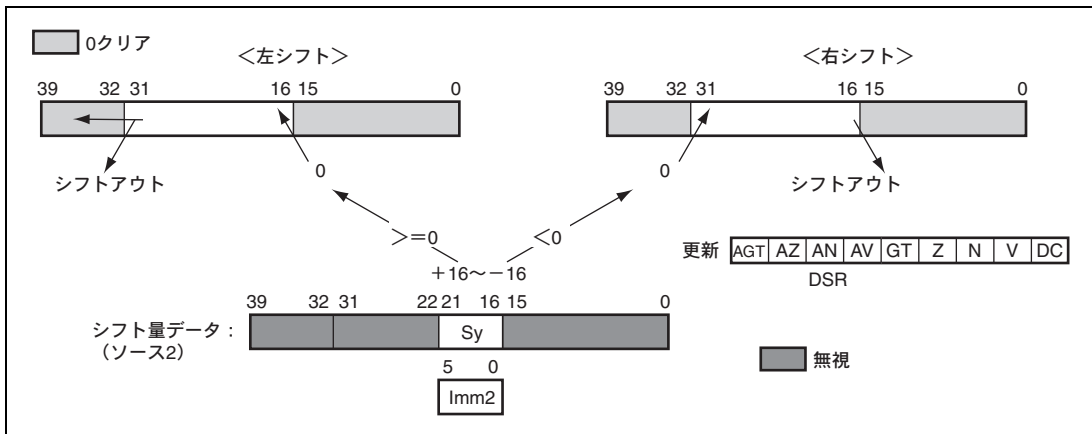 0クリア
＜左シフト＞
＜右シフト＞
39 32 31 16 15 0
39 32 31 16 15 0
シフトアウト
0
0
シフトアウト
＞=0
＜0
+16～－16
更新 AGT AZ AN AV GT Z N V DC
DSR
39 32 31 22 21 16 15 0
シフト量データ：
（ソース2）
Sy
5 0
Imm2
無視